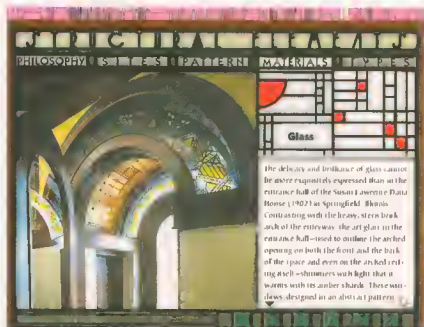 STRUCTURAL ELEMENTS
PHILOSOPHY SITES PATTERN MATERIALS TYPES
Glass
The delicacy and brilliance of glass cannot
be more exquisitely expressed than in the
entrance hall of the Susan Lawrence Dana
House (1902) in Springfield, Illinois.
Contrasting with the heavy, stern brick
arch of the entryway, the art glass in the
entrance hall—used to outline the arched
opening on both the front and the back
of the space and even on the arched ceil-
ing itself—shimmers with light that it
warms with its amber shards. These win-
dows, designed in an abstract pattern